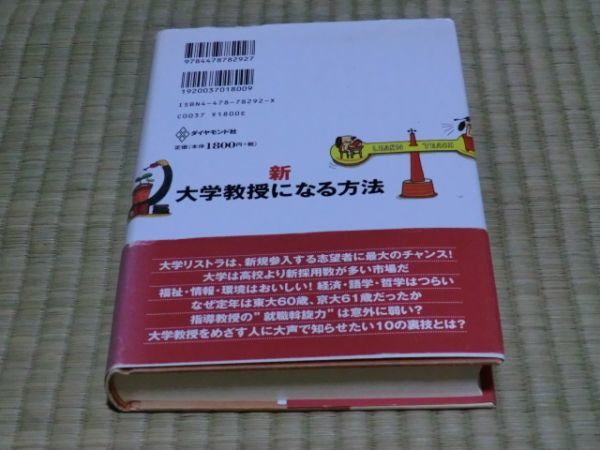 9784478782927
1920037018009
ISBN4-478-78292-X
C0037 ¥1800E
ダイヤモンド社
定価(本体1800円+税)
LEARN TEACH
新
大学教授になる方法
大学リストラは、新規参入する志望者に最大のチャンス!
大学は高校より新採用数が多い市場だ
福祉・情報・環境はおいしい!経済・語学・哲学はつらい
なぜ定年は東大60歳、京大61歳だったか
指導教授の"就職斡旋力"は意外に弱い?
大学教授をめざす人に大声で知らせたい10の裏技とは?